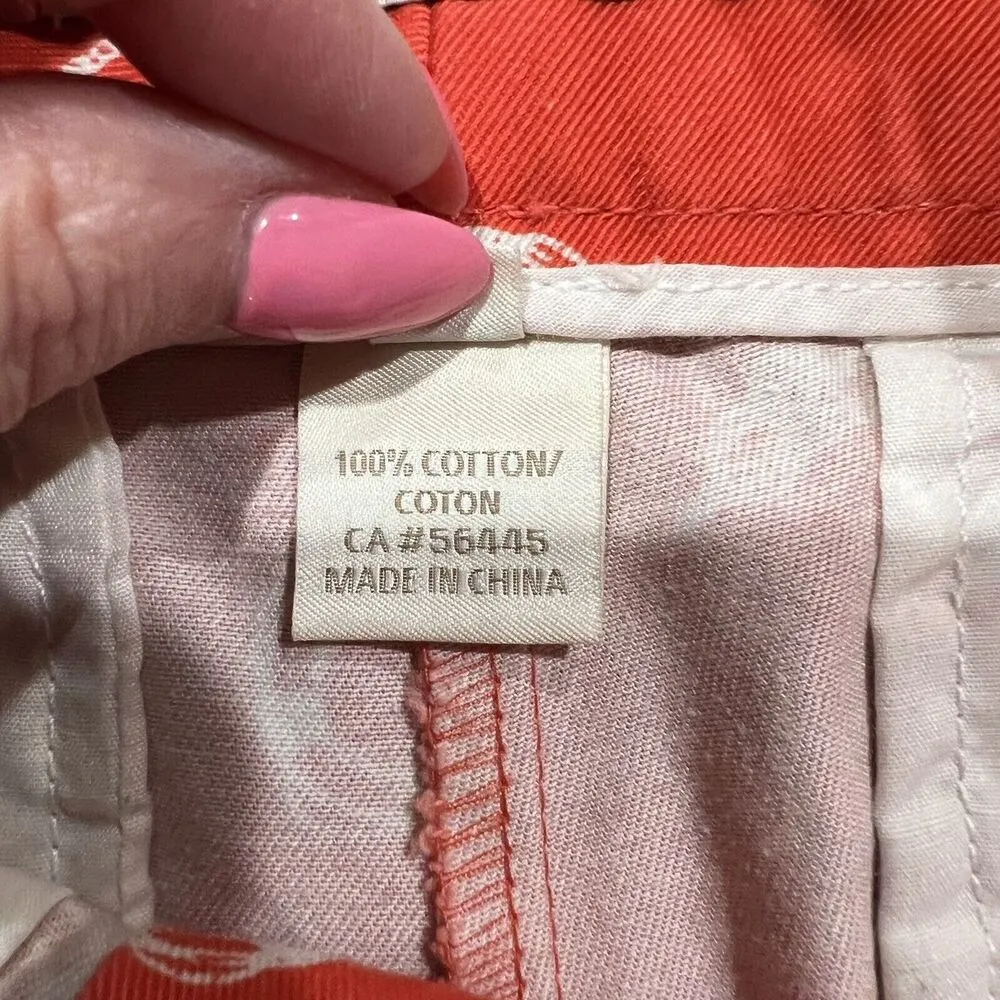 100% COTTON/
COTON
CA #56445
MADE IN CHINA